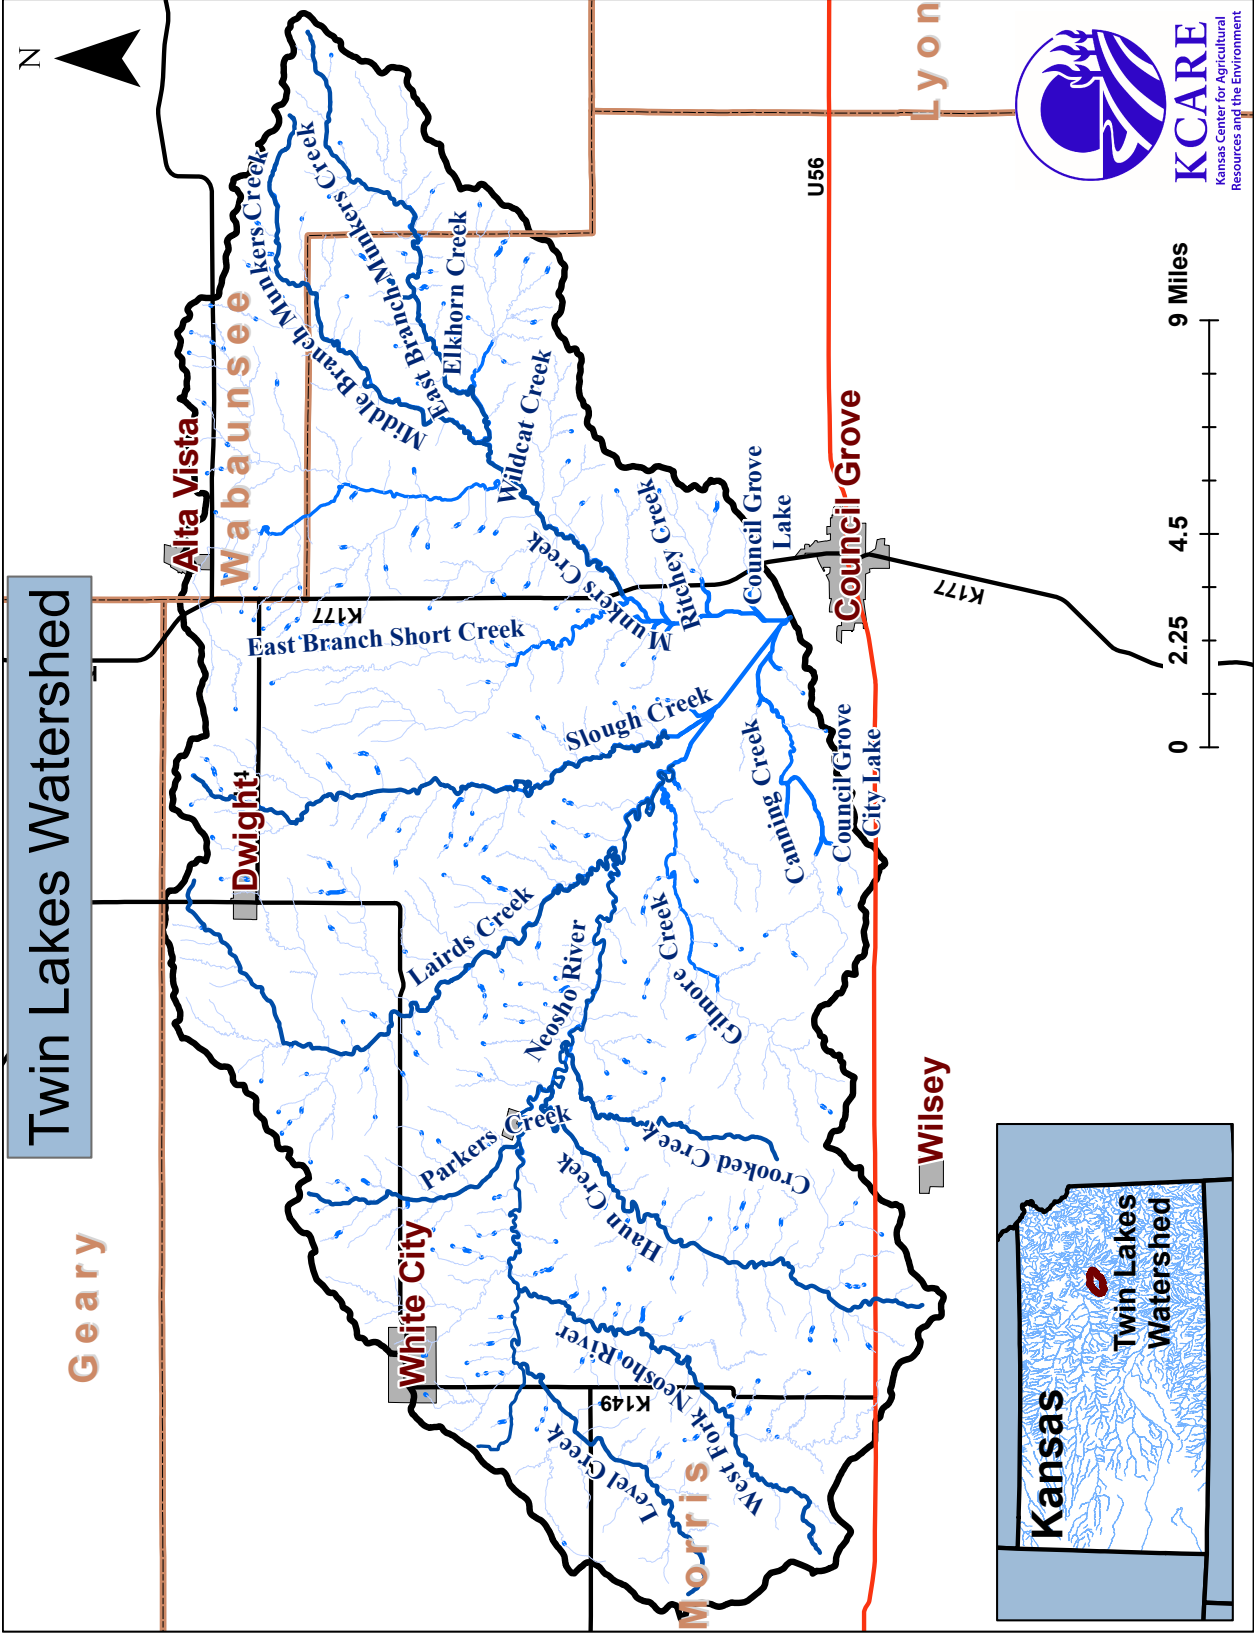 Twin Lakes Watershed
N
Geary
Wabaunsee
Lyon
Morris
Alta Vista
Dwight
White City
Council Grove
Wilsey
Middle Branch Munkers Creek
East Branch Munkers Creek
Elkhorn Creek
Wildcat Creek
Munkers Creek
Ritchey Creek
Council Grove
Lake
East Branch Short Creek
Slough Creek
Canning Creek
Council Grove
City Lake
Lairds Creek
Neosho River
Gilmore Creek
Parkers Creek
Crooked Creek
Haun Creek
West Fork Neosho River
Level Creek
K177
K177
K149
U56
0 2.25 4.5 9 Miles
KCARE
Kansas Center for Agricultural
Resources and the Environment
Kansas
Twin Lakes
Watershed